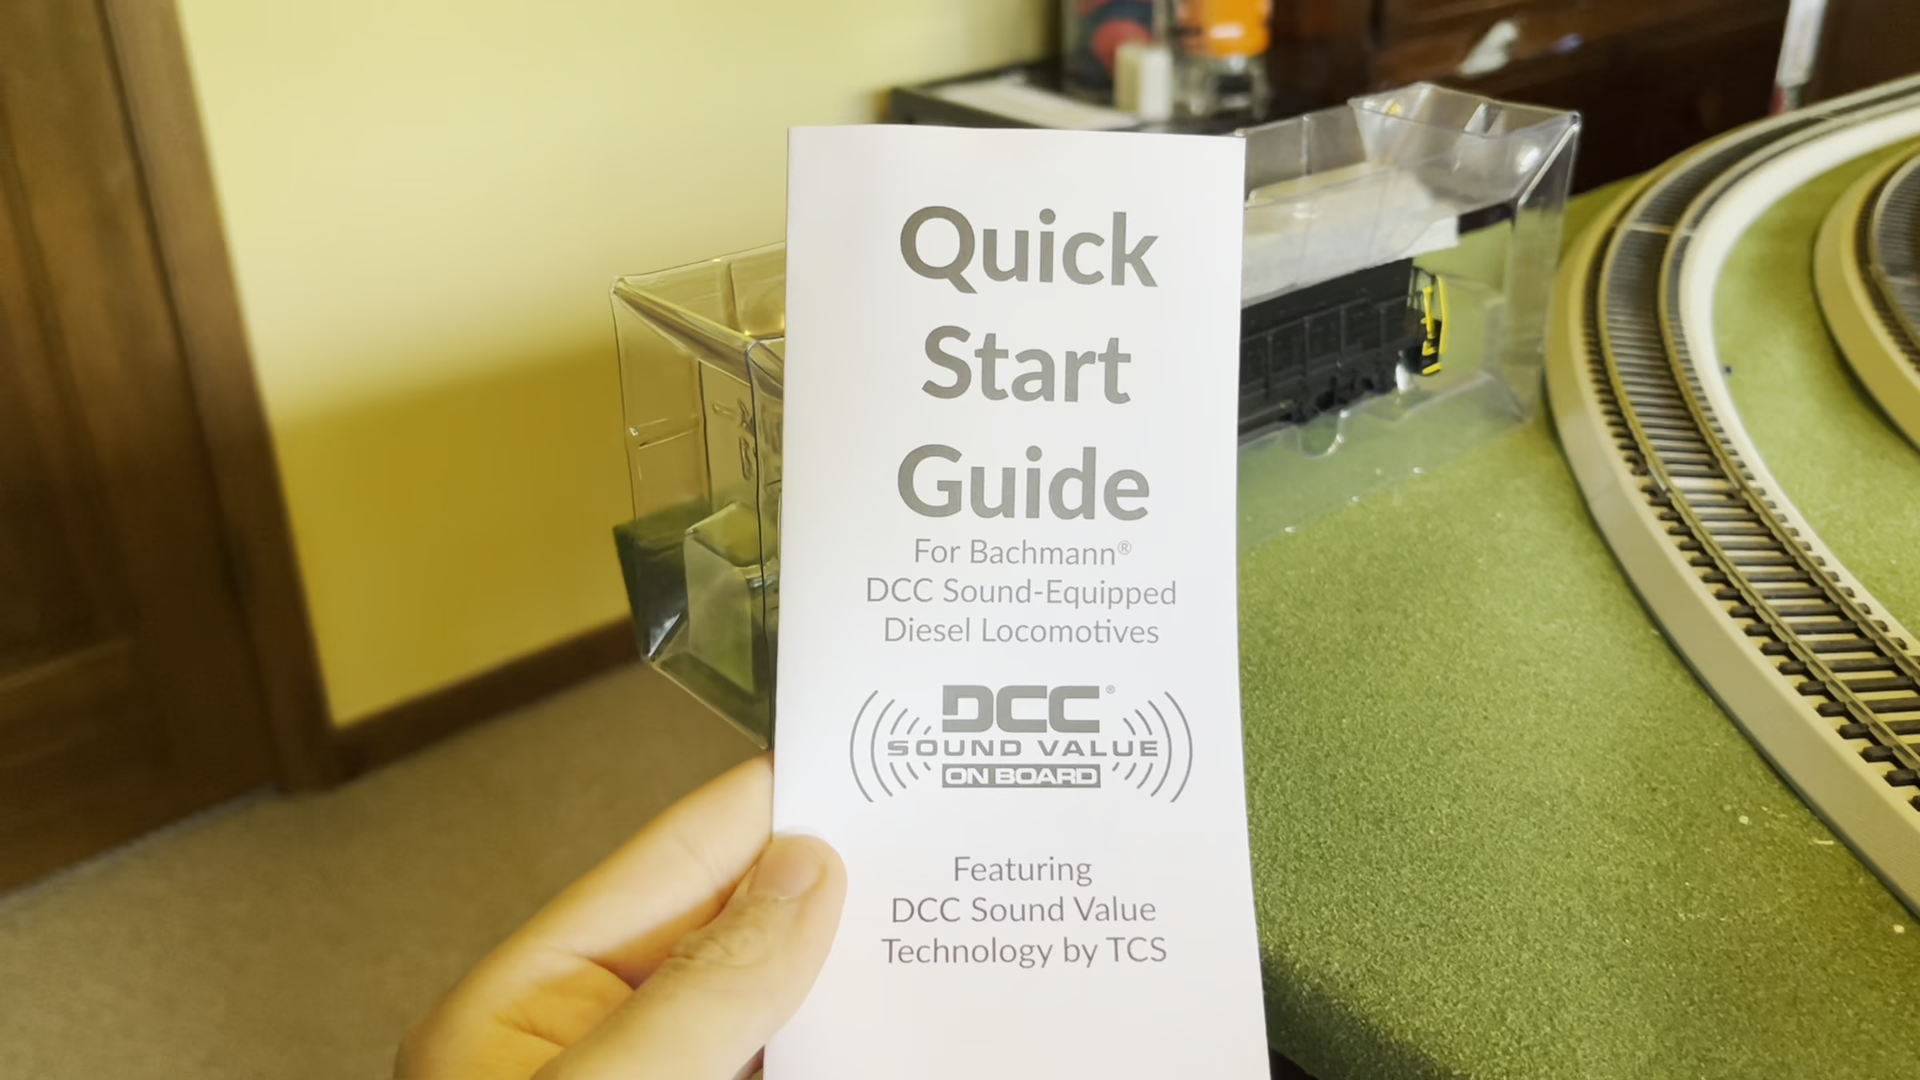 Quick
Start
Guide
For Bachmann®
DCC Sound-Equipped
Diesel Locomotives
DCC®
SOUND VALUE
ON BOARD
Featuring
DCC Sound Value
Technology by TCS